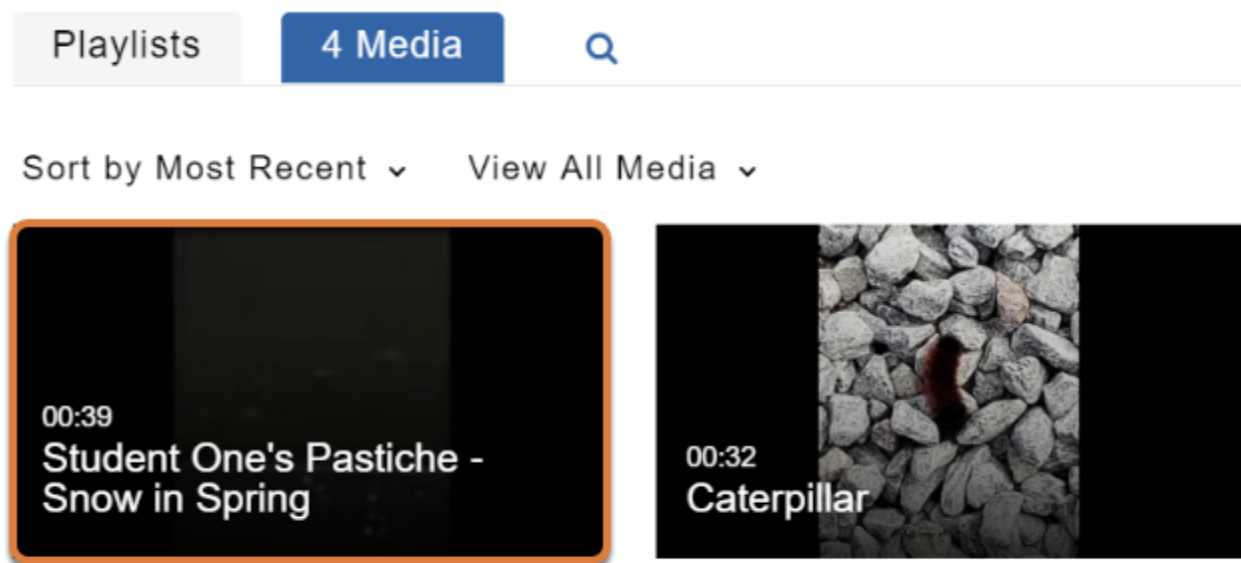 Playlists 4 Media
Sort by Most Recent View All Media
00:39
Student One's Pastiche -
Snow in Spring
00:32
Caterpillar